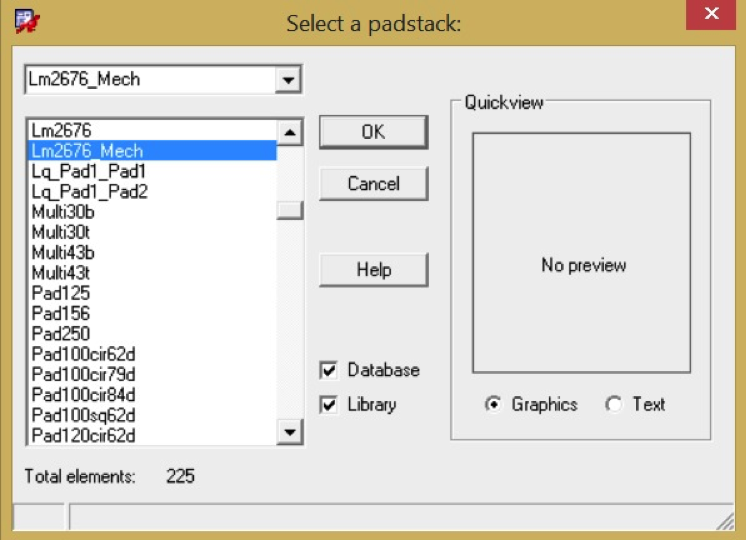 Select a padstack:
Lm2676_Mech
Lm2676
Lm2676_Mech
Lq_Pad1_Pad1
Lq_Pad1_Pad2
Multi30b
Multi30t
Multi43b
Multi43t
Pad125
Pad156
Pad250
Pad100cir62d
Pad100cir79d
Pad100cir84d
Pad100sq62d
Pad120cir62d
OK
Cancel
Help
Database
Library
Quickview
No preview
Graphics Text
Total elements: 225